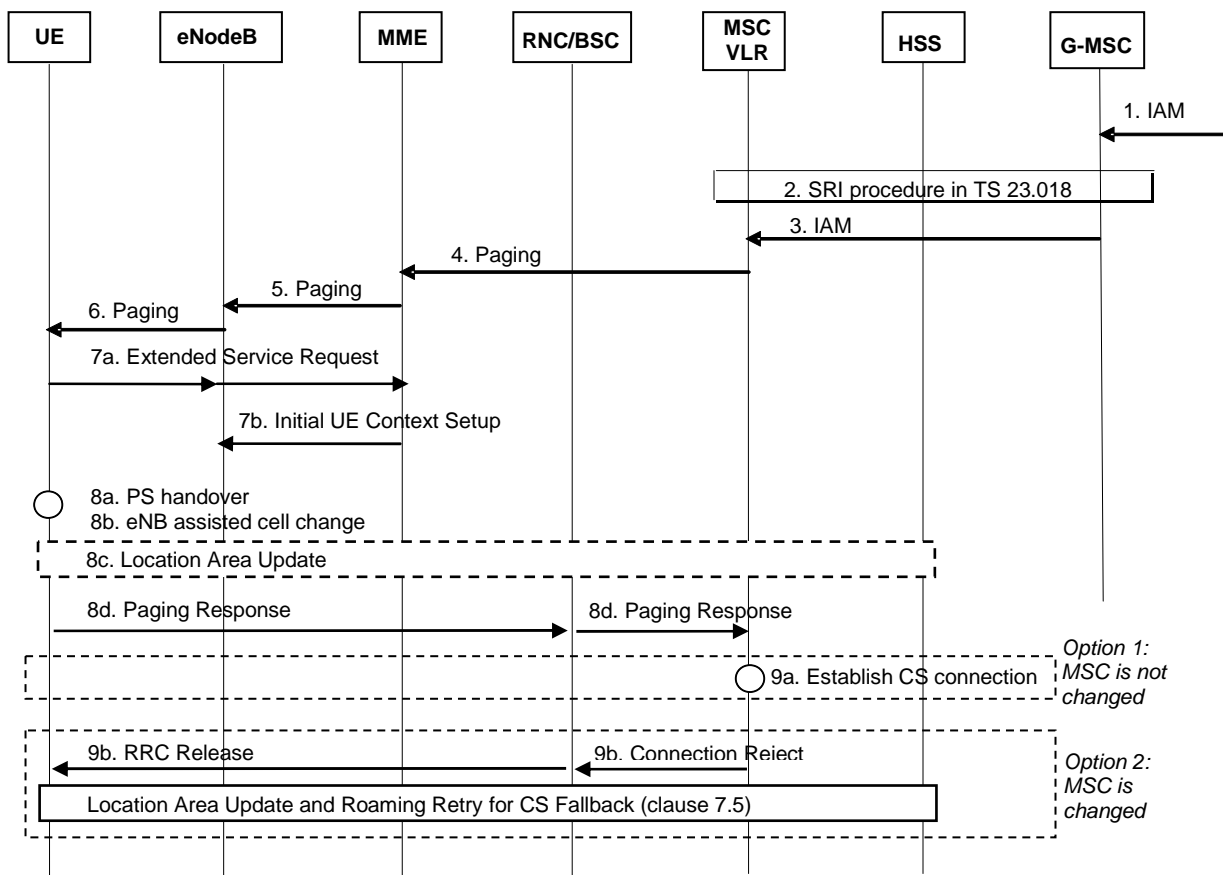 UE
eNodeB
MME
RNC/BSC
MSC
VLR
HSS
G-MSC
1. IAM
2. SRI procedure in TS 23.018
3. IAM
4. Paging
5. Paging
6. Paging
7a. Extended Service Request
7b. Initial UE Context Setup
8a. PS handover
8b. eNB assisted cell change
8c. Location Area Update
8d. Paging Response
8d. Paging Response
Option 1:
MSC is not
changed
9a. Establish CS connection
9b. RRC Release
9b. Connection Reject
Option 2:
MSC is
changed
Location Area Update and Roaming Retry for CS Fallback (clause 7.5)